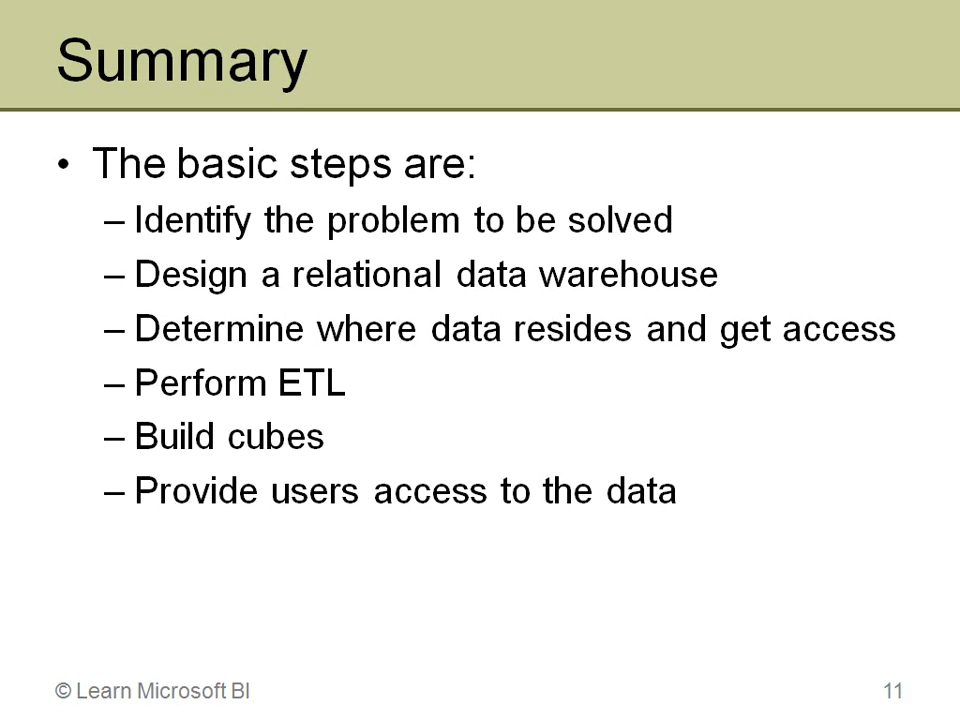 Summary
• The basic steps are:
– Identify the problem to be solved
– Design a relational data warehouse
– Determine where data resides and get access
– Perform ETL
– Build cubes
– Provide users access to the data
© Learn Microsoft BI
11